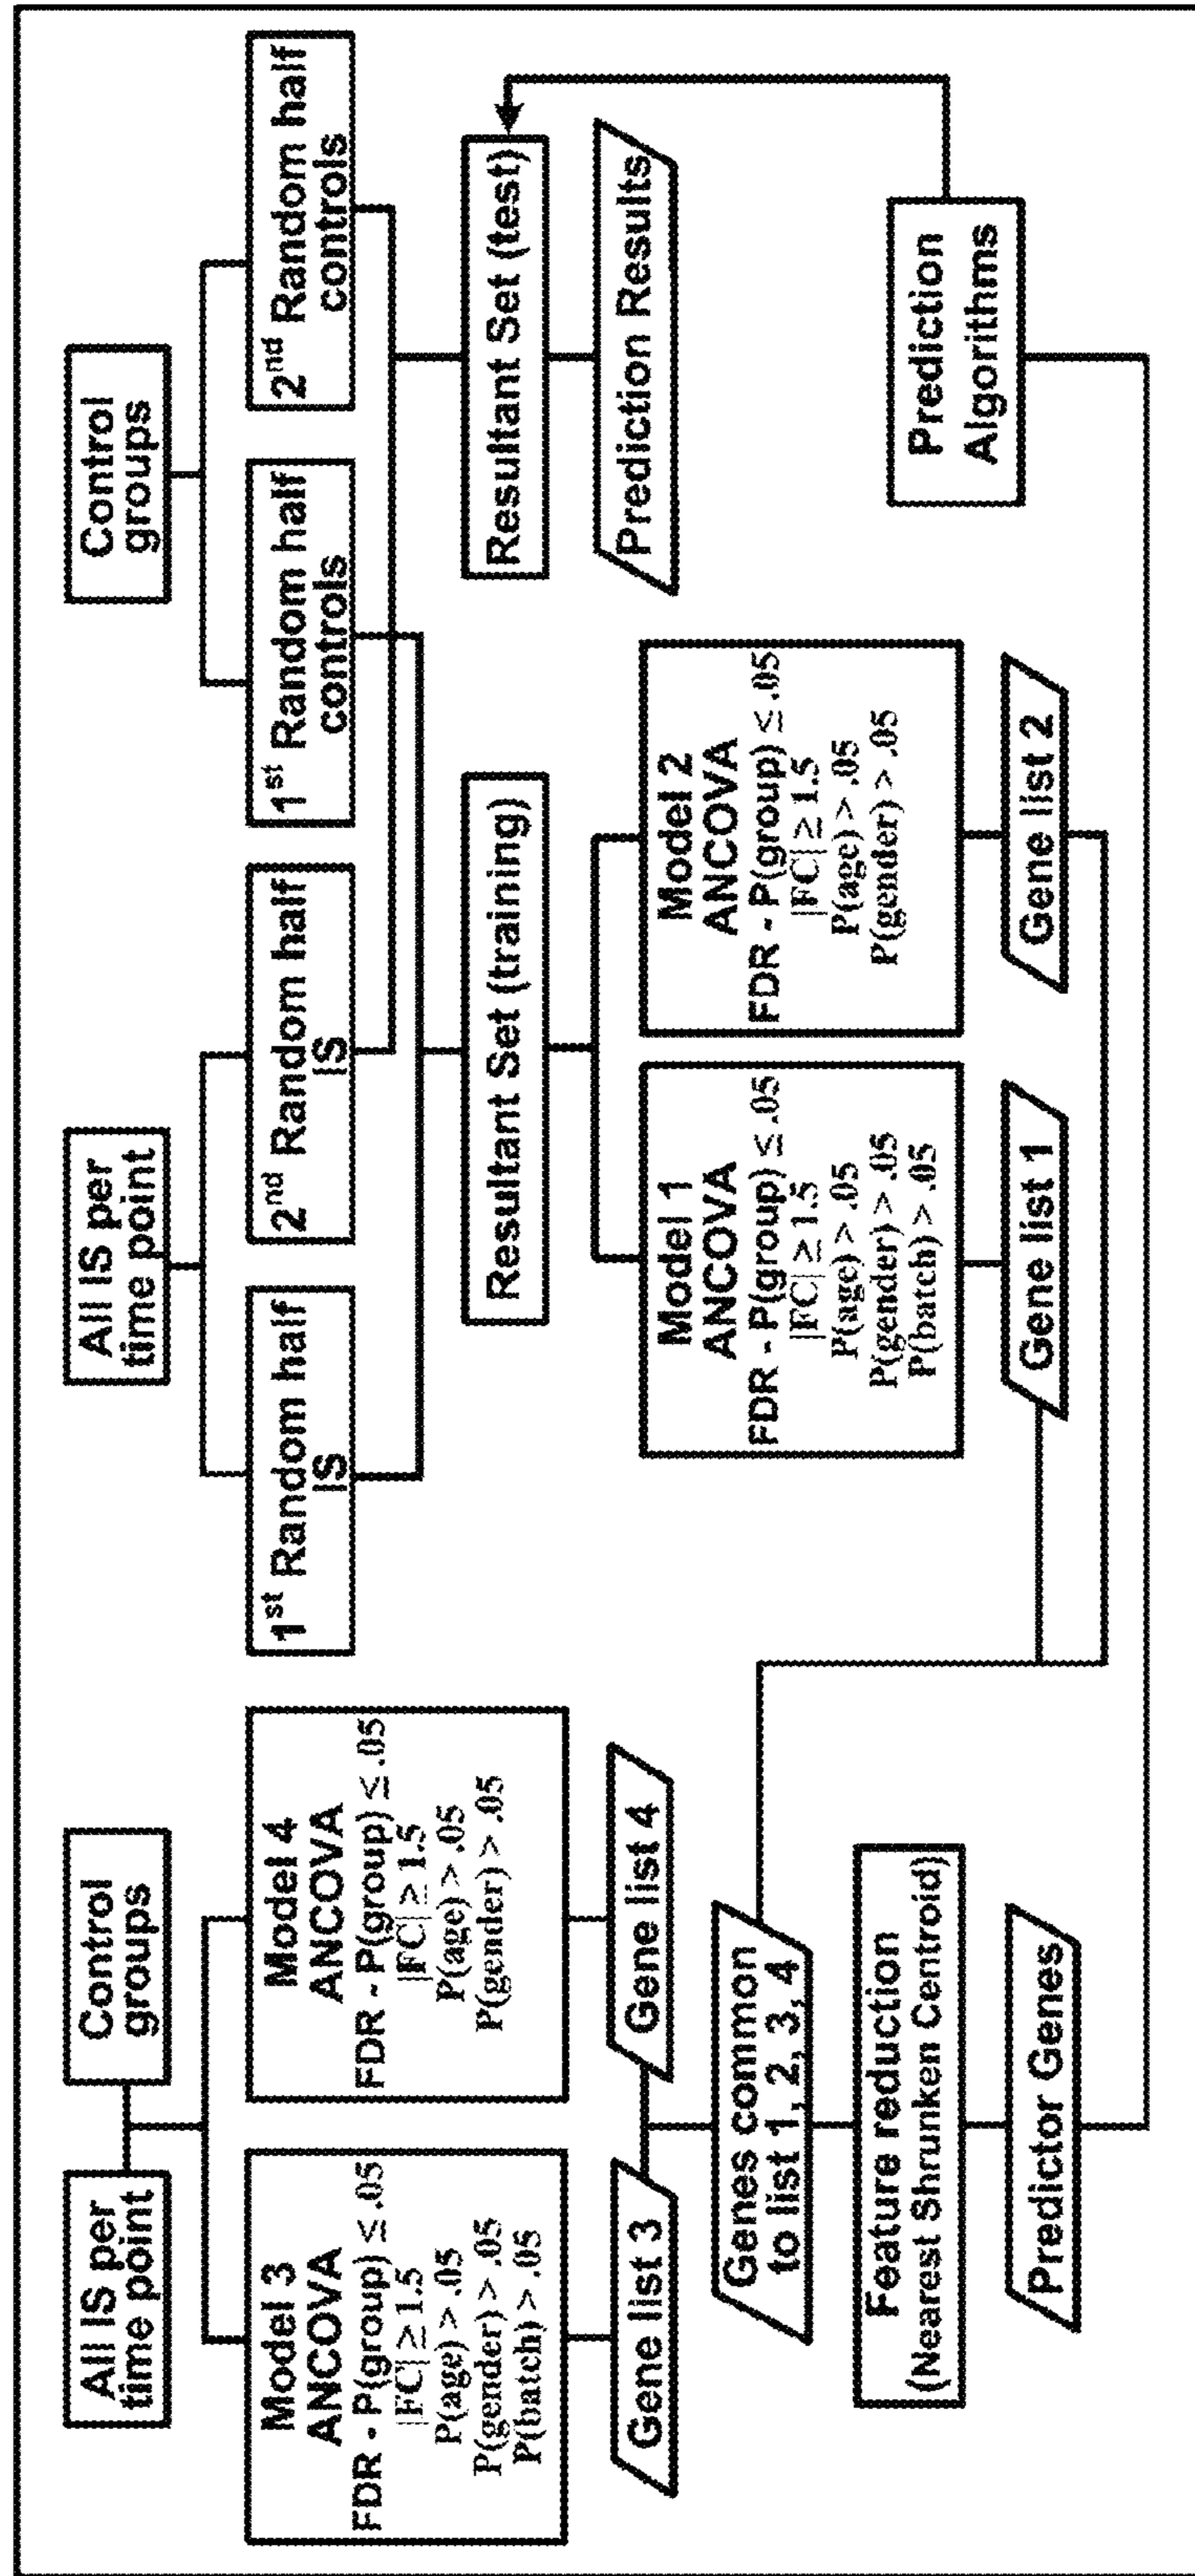 All IS per
time point
Control
groups
Model 3
ANCOVA
FDR - P(group) ≤ .05
|FC| ≥ 1.5
P(age) > .05
P(gender) > .05
P(batch) > .05
Model 4
ANCOVA
FDR - P(group) ≤ .05
|FC| ≥ 1.5
P(age) > .05
P(gender) > .05
Gene list 3
Gene list 4
Genes common
to list 1, 2, 3, 4
Feature reduction
(Nearest Shrunken Centroid)
Predictor Genes
All IS per
time point
Control
groups
1st Random half
IS
2nd Random half
IS
1st Random half
controls
2nd Random half
controls
Resultant Set (training)
Resultant Set (test)
Model 1
ANCOVA
FDR - P(group) ≤ .05
|FC| ≥ 1.5
P(age) > .05
P(gender) > .05
P(batch) > .05
Model 2
ANCOVA
FDR - P(group) ≤ .05
|FC| ≥ 1.5
P(age) > .05
P(gender) > .05
Prediction Results
Gene list 1
Gene list 2
Prediction
Algorithms